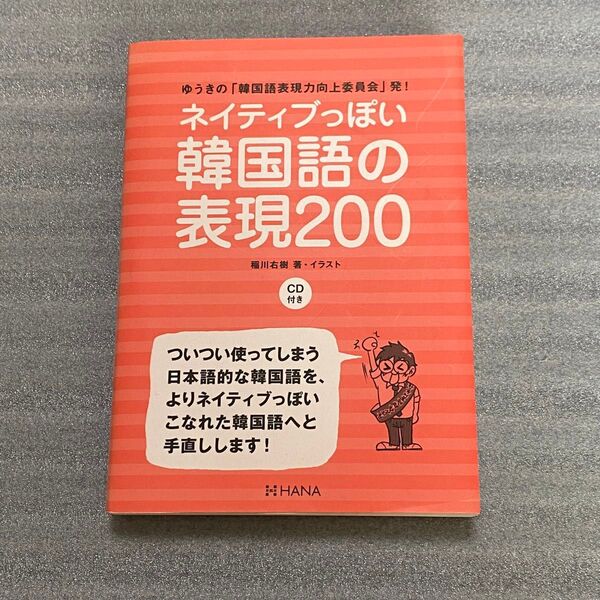 ゆうきの「韓国語表現力向上委員会」発!
ネイティブっぽい
韓国語の
表現200
稲川右樹 著・イラスト
CD
付き
ついつい使ってしまう
日本語的な韓国語を、
よりネイティブっぽい
こなれた韓国語へと
手直しします!
HANA